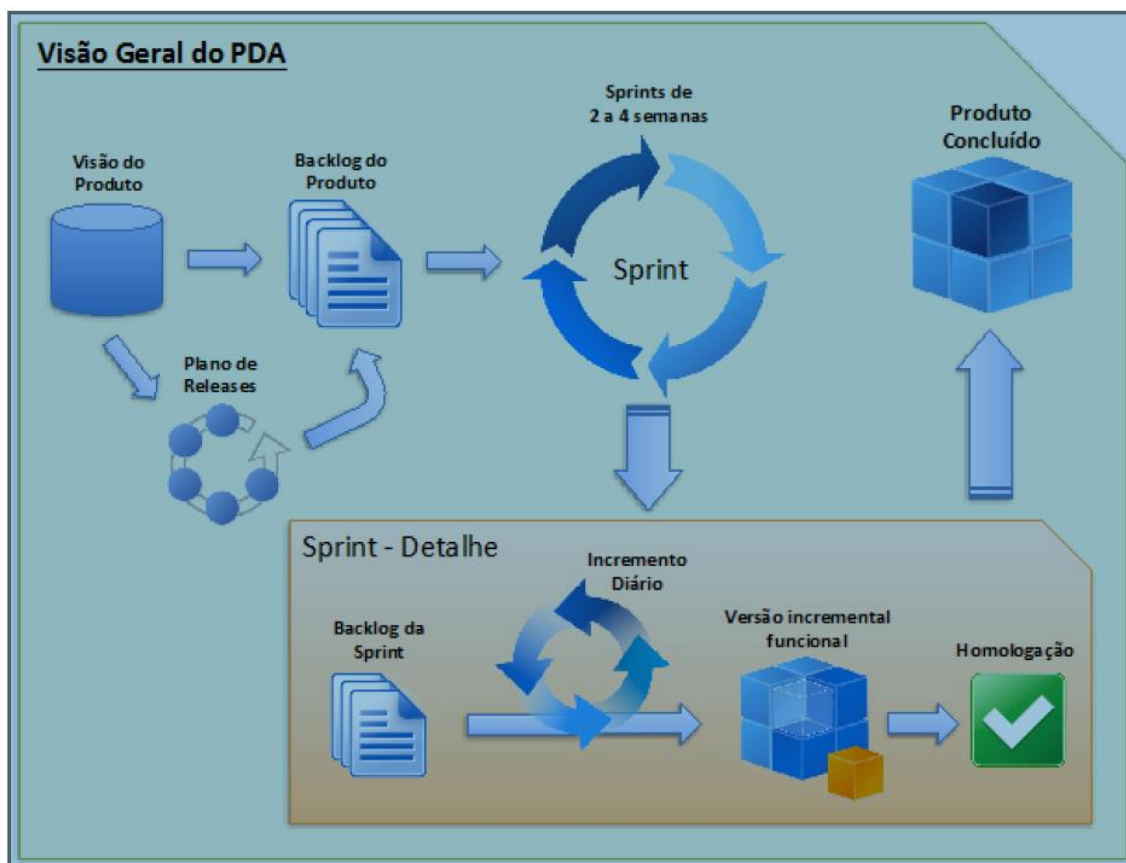 Visão Geral do PDA
Visão do
Produto
Backlog do
Produto
Sprints de
2 a 4 semanas
Produto
Concluído
Sprint
Plano de
Releases
Sprint - Detalhe
Backlog da
Sprint
Incremento
Diário
Versão incremental
funcional
Homologação